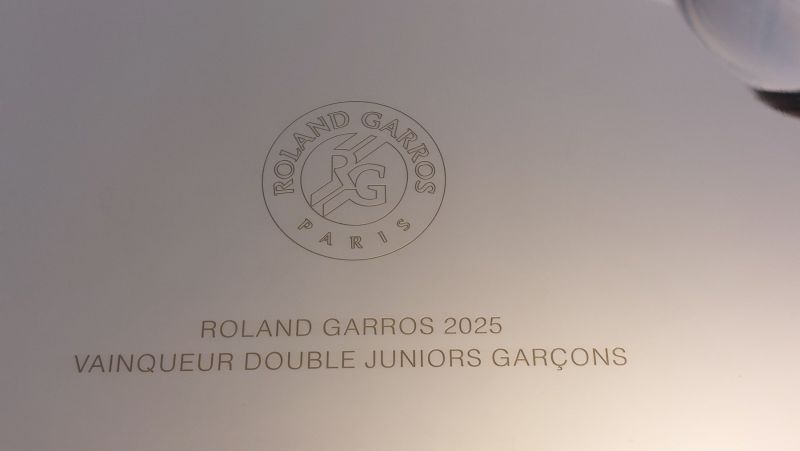 ROLAND GARROS
RG
PARIS
ROLAND GARROS 2025
VAINQUEUR DOUBLE JUNIORS GARÇONS